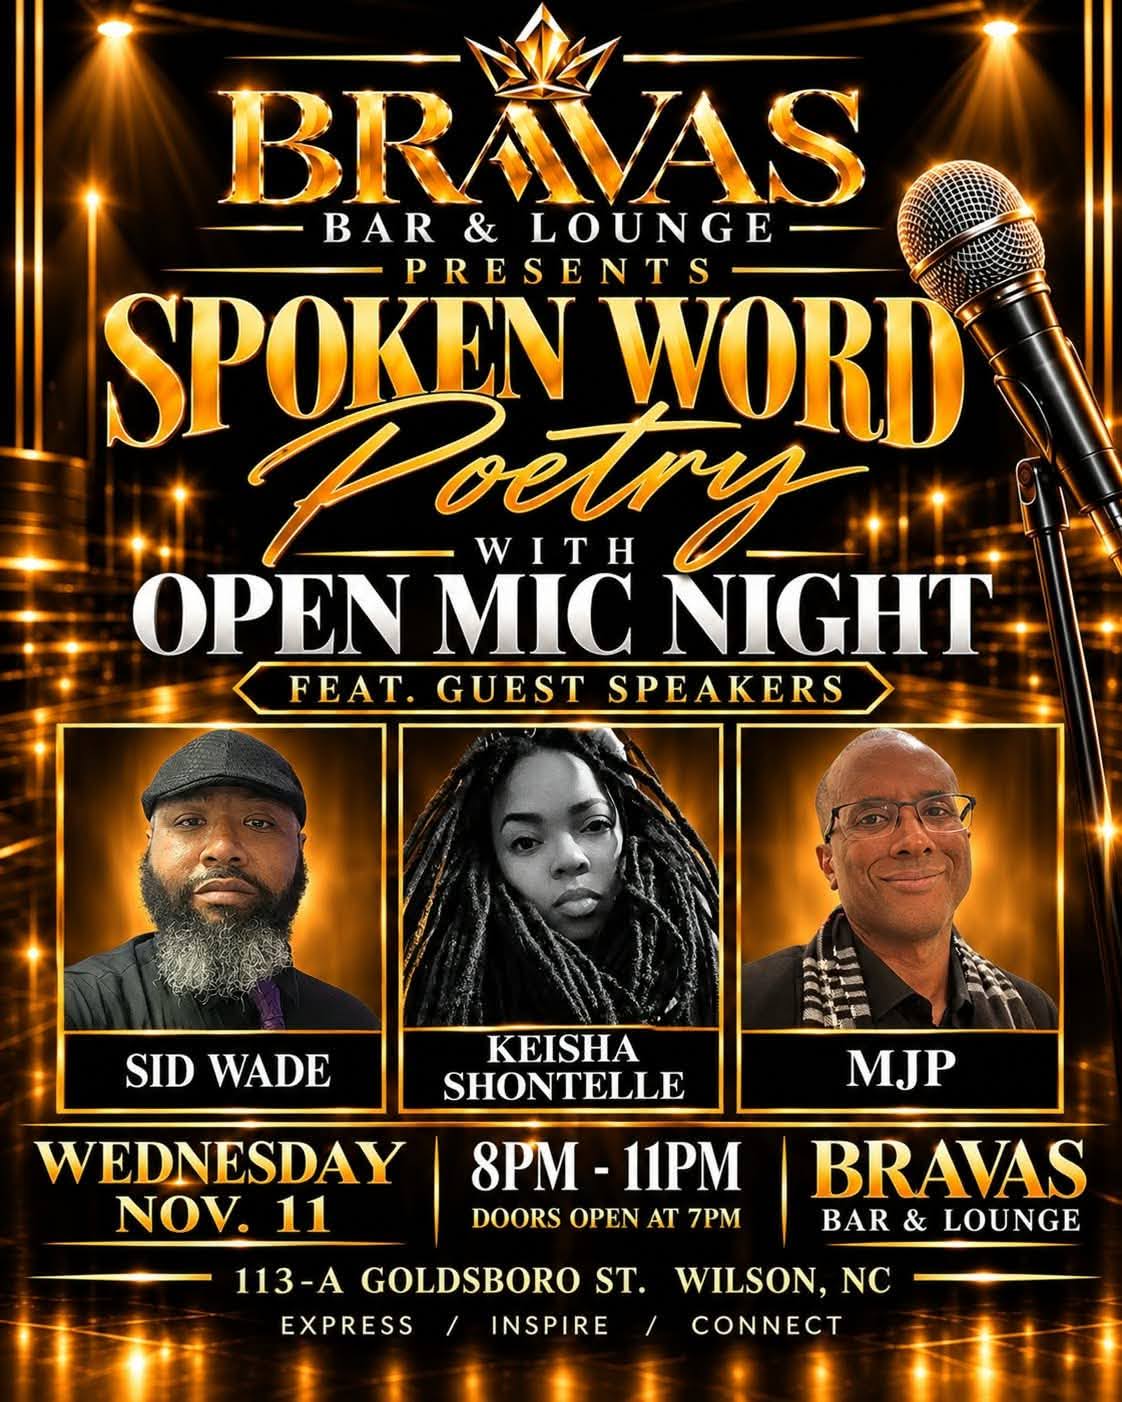 BRAVAS
BAR & LOUNGE
PRESENTS
SPOKEN WORD
Poetry
WITH
OPEN MIC NIGHT
FEAT. GUEST SPEAKERS
SID WADE
KEISHA
SHONTELLE
MJP
WEDNESDAY
NOV. 11
8PM - 11PM
DOORS OPEN AT 7PM
BRAVAS
BAR & LOUNGE
113-A GOLDSBORO ST. WILSON, NC
EXPRESS / INSPIRE / CONNECT